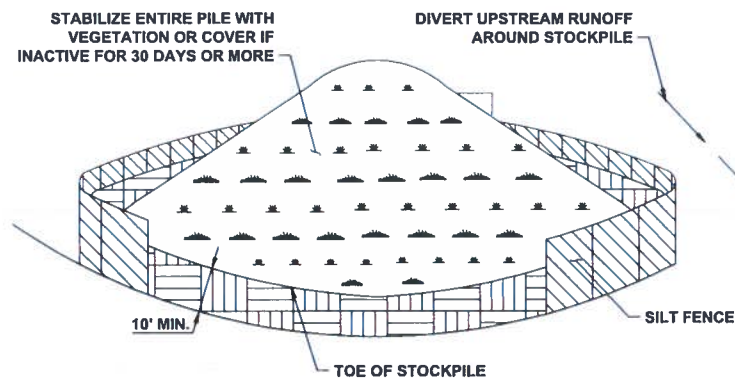 STABILIZE ENTIRE PILE WITH
VEGETATION OR COVER IF
INACTIVE FOR 30 DAYS OR MORE
DIVERT UPSTREAM RUNOFF
AROUND STOCKPILE
10' MIN.
SILT FENCE
TOE OF STOCKPILE